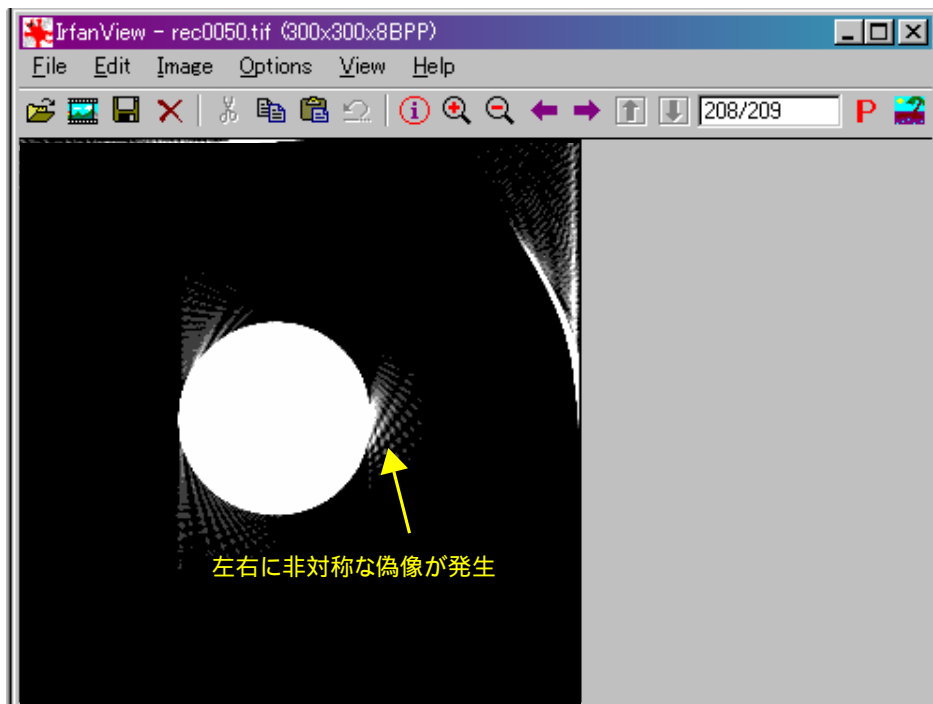 IrfanView - rec0050.tif (300x300x8BPP)
File Edit Image Options View Help
208/209 P
左右に非対称な偽像が発生